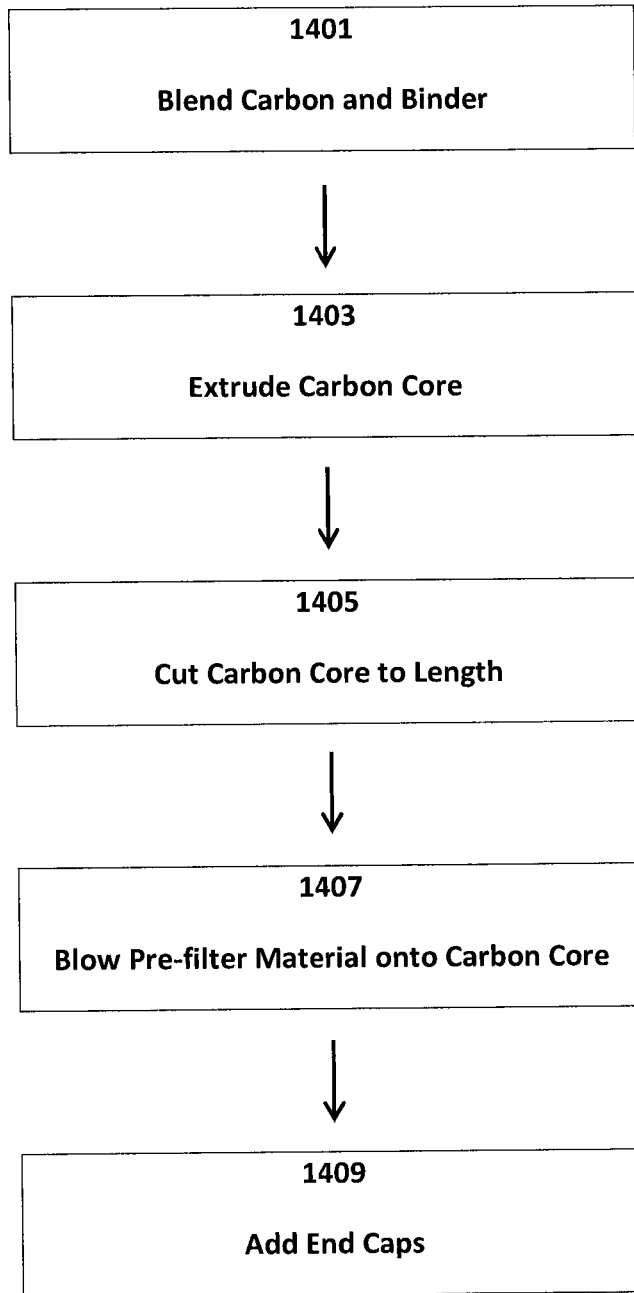 1401
Blend Carbon and Binder
1403
Extrude Carbon Core
1405
Cut Carbon Core to Length
1407
Blow Pre-filter Material onto Carbon Core
1409
Add End Caps